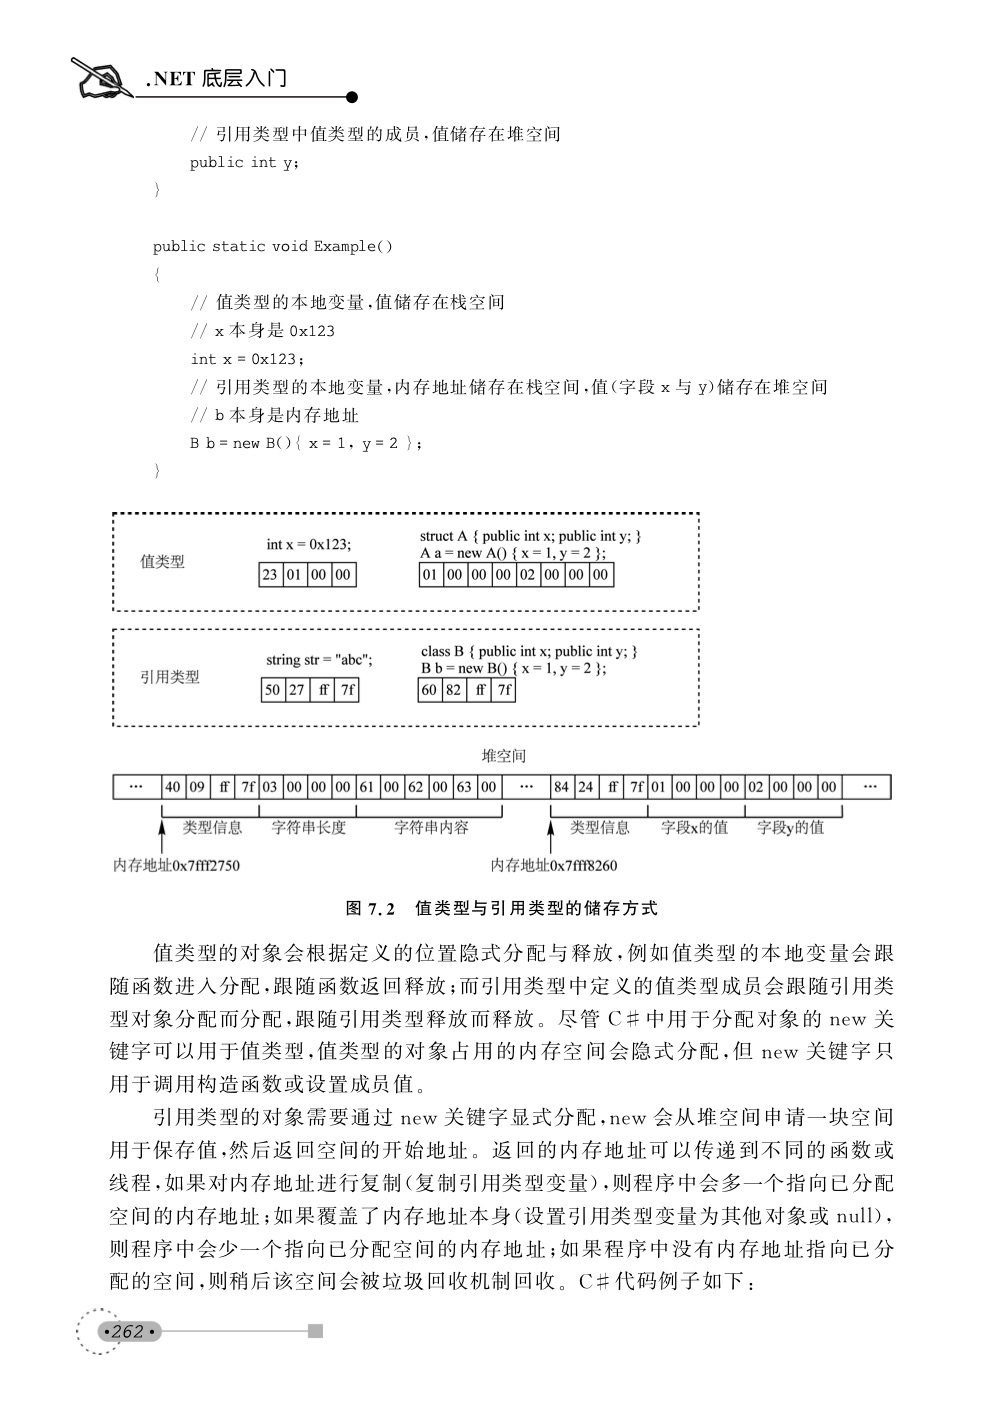 .NET 底层入门
// 引用类型中值类型的成员,值储存在堆空间
public int y;
}
public static void Example()
{
// 值类型的本地变量,值储存在栈空间
// x 本身是 0x123
int x = 0x123;
// 引用类型的本地变量,内存地址储存在栈空间,值(字段 x 与 y)储存在堆空间
// b 本身是内存地址
B b = new B(){ x = 1, y = 2 };
}
值类型
int x = 0x123;
23 01 00 00
struct A { public int x; public int y; }
A a = new A() { x = 1, y = 2 };
01 00 00 00 02 00 00 00
引用类型
string str = "abc";
50 27 ff 7f
class B { public int x; public int y; }
B b = new B() { x = 1, y = 2 };
60 82 ff 7f
堆空间
… 40 09 ff 7f 03 00 00 00 61 00 62 00 63 00 … 84 24 ff 7f 01 00 00 00 02 00 00 00 …
类型信息 字符串长度 字符串内容 类型信息 字段x的值 字段y的值
内存地址0x7fff2750 内存地址0x7fff8260
图 7.2 值类型与引用类型的储存方式
值类型的对象会根据定义的位置隐式分配与释放,例如值类型的本地变量会跟
随函数进入分配,跟随函数返回释放;而引用类型中定义的值类型成员会跟随引用类
型对象分配而分配,跟随引用类型释放而释放。尽管 C♯ 中用于分配对象的 new 关
键字可以用于值类型,值类型的对象占用的内存空间会隐式分配,但 new 关键字只
用于调用构造函数或设置成员值。
引用类型的对象需要通过 new 关键字显式分配,new 会从堆空间申请一块空间
用于保存值,然后返回空间的开始地址。返回的内存地址可以传递到不同的函数或
线程,如果对内存地址进行复制(复制引用类型变量),则程序中会多一个指向已分配
空间的内存地址;如果覆盖了内存地址本身(设置引用类型变量为其他对象或 null),
则程序中会少一个指向已分配空间的内存地址;如果程序中没有内存地址指向已分
配的空间,则稍后该空间会被垃圾回收机制回收。C♯代码例子如下:
·262·